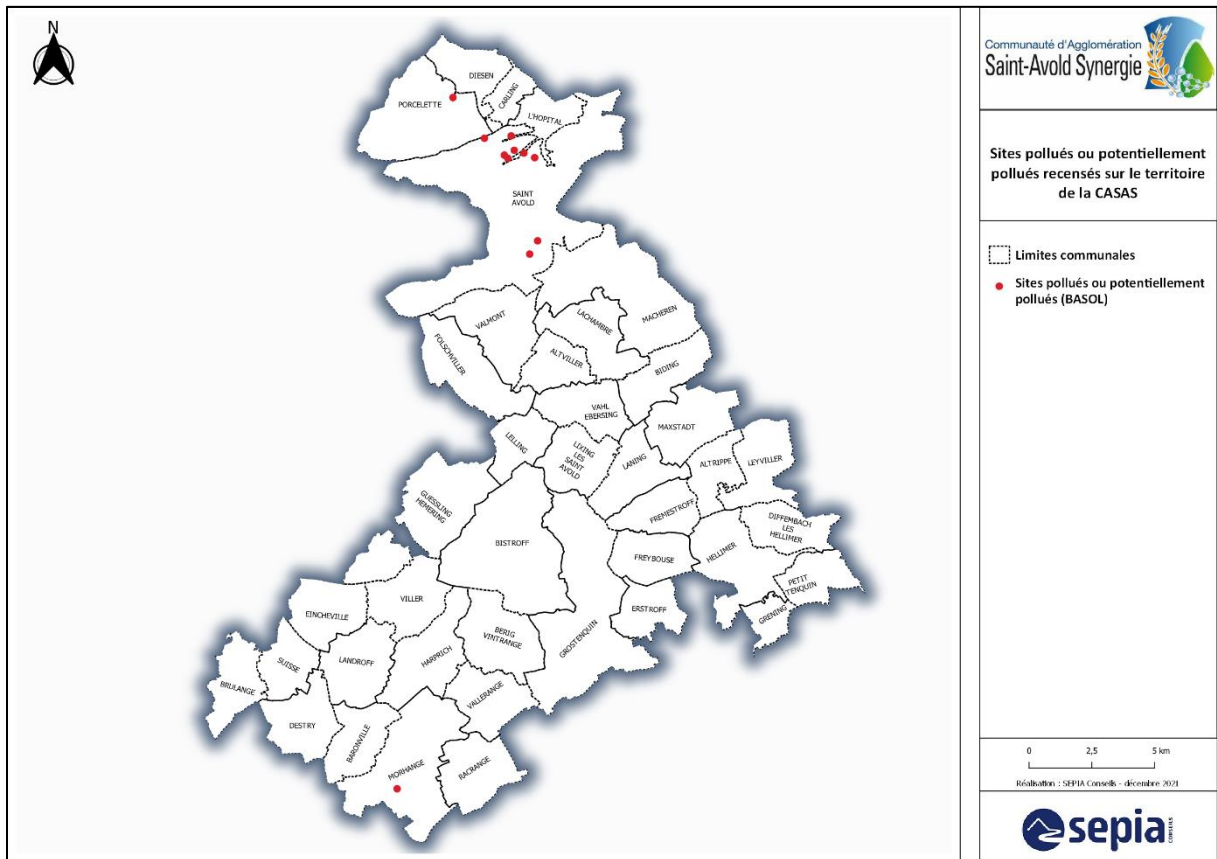 N
DIESEN
PORCELETTE
CARLING
L'HOPITAL
SAINT
AVOLD
MACHEREN
LACHAMBRE
VALMONT
FOLSCHVILLER
ALTVILLER
BIDING
VAHL
EBERSING
MAXSTADT
LELLING
LIXING
LES
SAINT
AVOLD
LANING
ALTRIPPE
LEYVILLER
GUESSLING
HEMERING
FREMESTROFF
DIFFEMBACH
LES
HELLIMER
BISTROFF
FREYBOUSE
HELLIMER
PETIT
TENQUIN
VILLER
EINCHEVILLE
ERSTROFF
GRENING
BERIG
VINTRANGE
GROSTENQUIN
HARPRICH
LANDROFF
SUISSE
BRULANGE
VALLERANGE
DESTRY
BARONVILLE
MORHANGE
RACRANGE
Communauté d'Agglomération
Saint-Avold Synergie
Sites pollués ou potentiellement
pollués recensés sur le territoire
de la CASAS
Limites communales
Sites pollués ou potentiellement
pollués (BASOL)
0 2,5 5 km
Réalisation : SEPIA Conseils - décembre 2021
sepia
CONSEILS